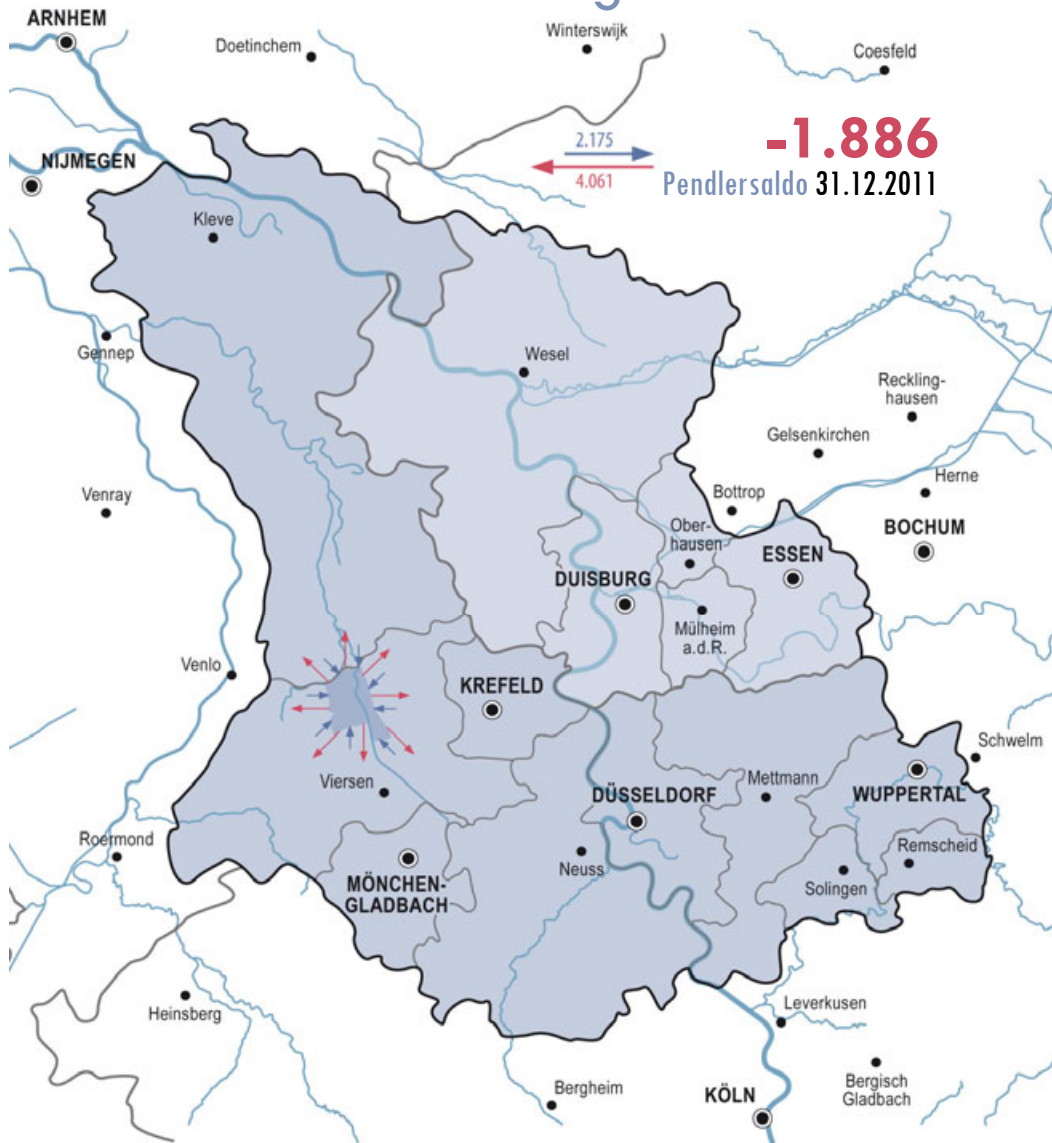 ARNHEM
Winterswijk
Doetinchem
Coesfeld
2.175
-1.886
4.061
Pendlersaldo 31.12.2011
NIJMEGEN
Kleve
Gennep
Wesel
Reckling-
hausen
Gelsenkirchen
Herne
Venray
Bottrop
BOCHUM
Ober-
hausen
ESSEN
DUISBURG
Mülheim
a.d.R.
Venlo
KREFELD
Schwelm
Viersen
Mettmann
DÜSSELDORF
WUPPERTAL
Roermond
Neuss
Remscheid
Solingen
MÖNCHEN-
GLADBACH
Heinsberg
Leverkusen
Bergheim
KÖLN
Bergisch
Gladbach